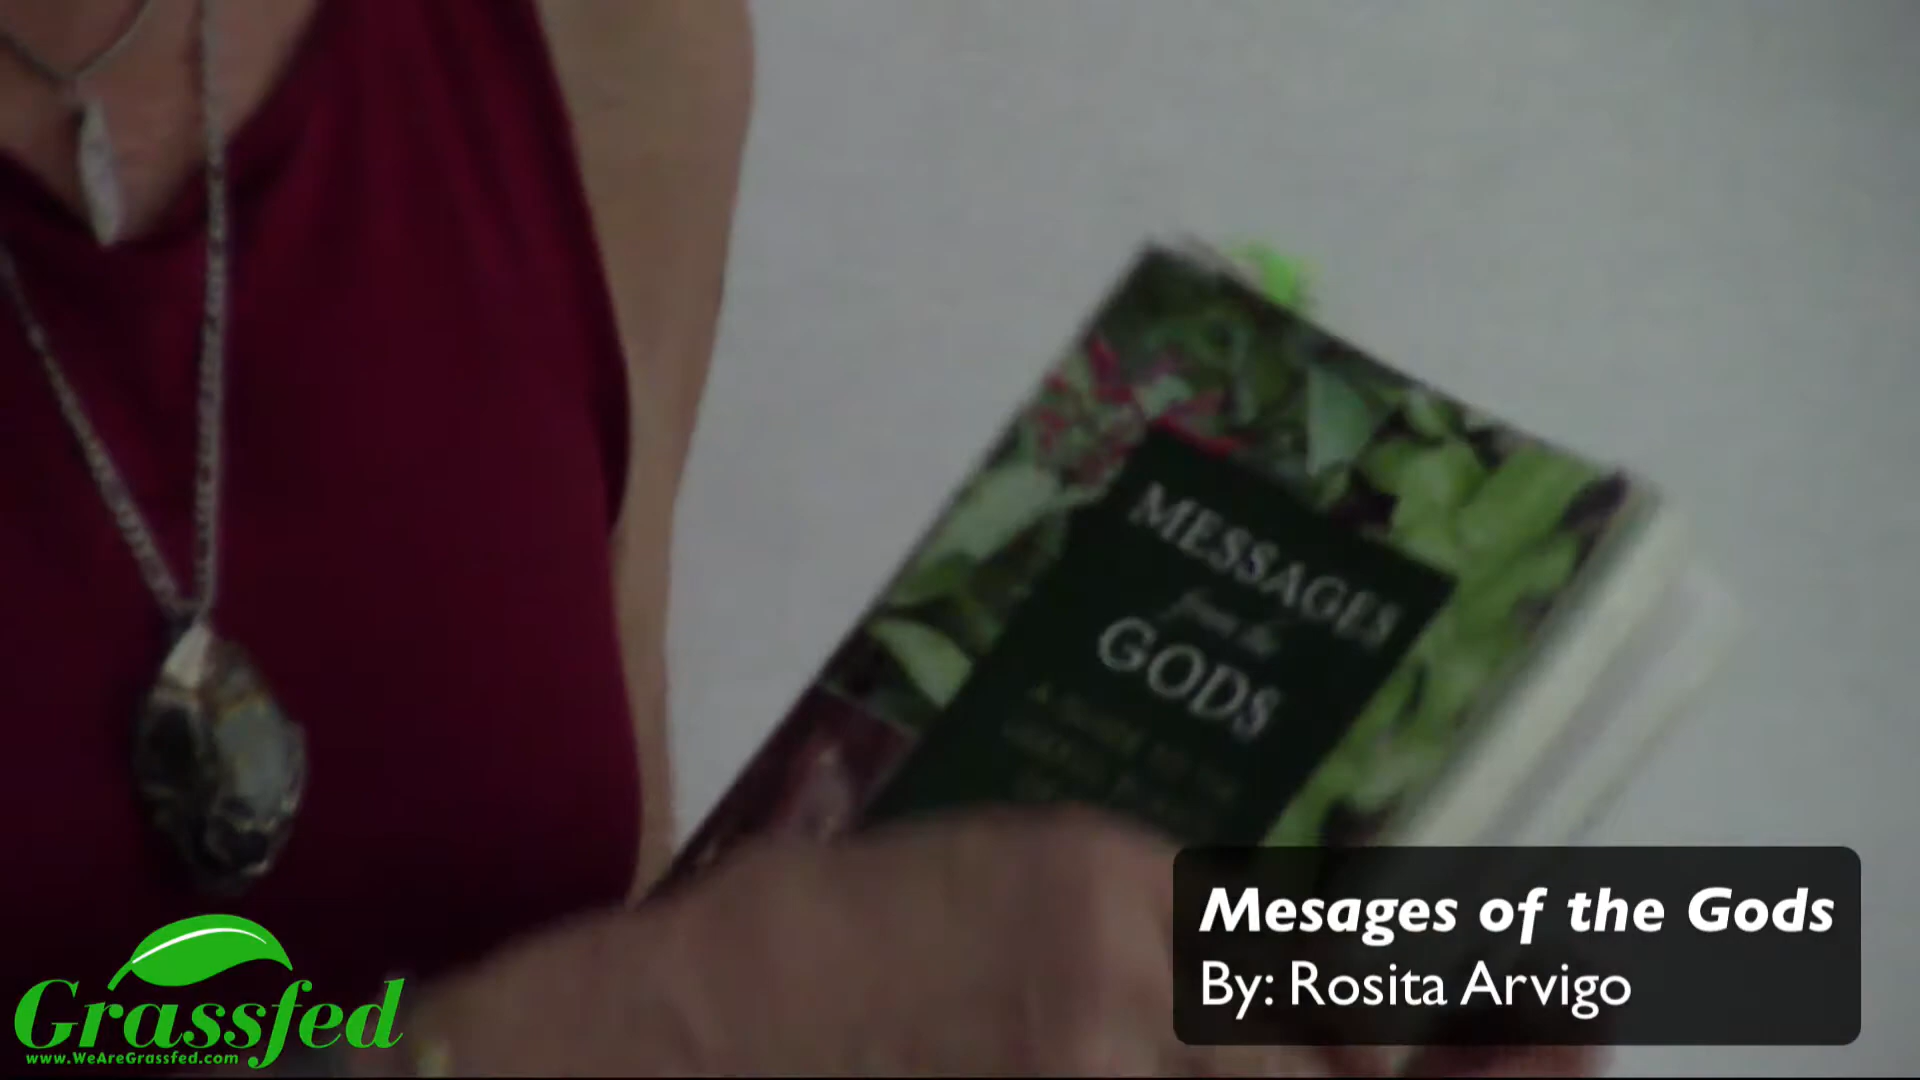 MESSAGES
from the
GODS
Mesages of the Gods
By: Rosita Arvigo
Grassfed
www.WeAreGrassfed.com